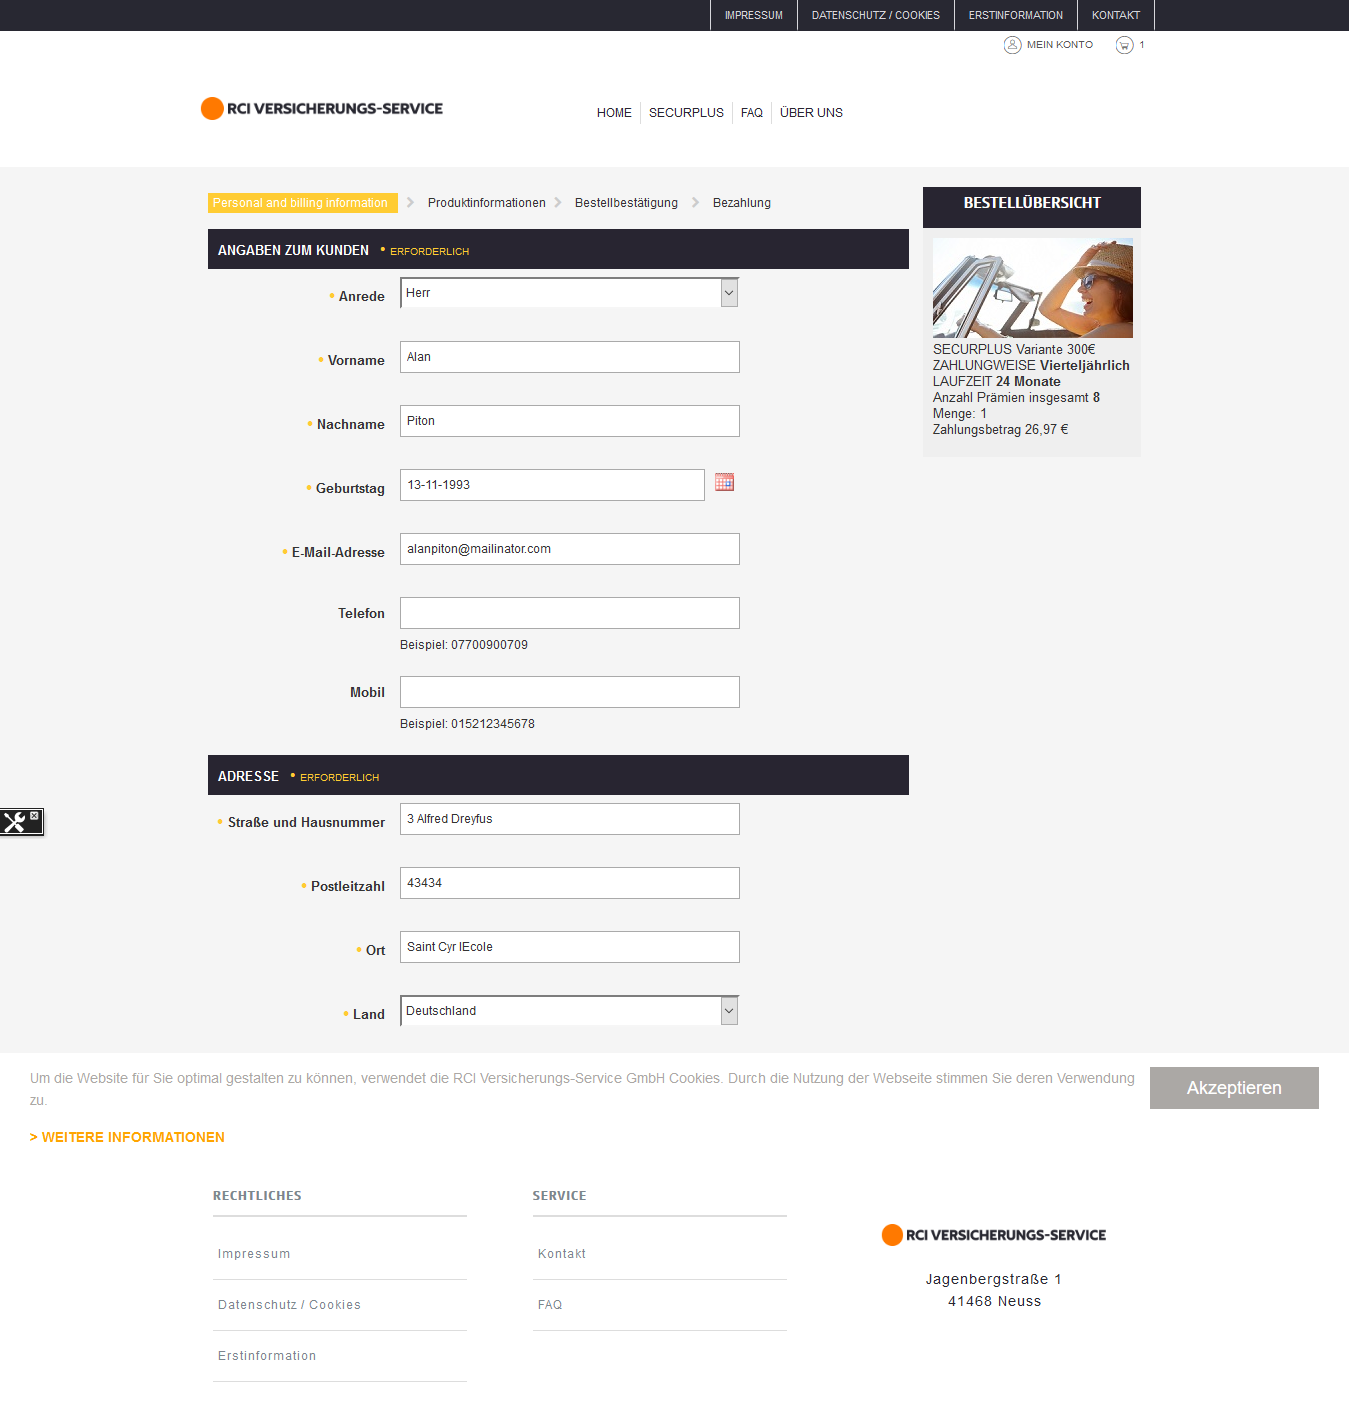 IMPRESSUM
DATENSCHUTZ / COOKIES
ERSTINFORMATION
KONTAKT
MEIN KONTO
1
RCI VERSICHERUNGS-SERVICE
HOME
SECURPLUS
FAQ
ÜBER UNS
Personal and billing information
Produktinformationen
Bestellbestätigung
Bezahlung
ANGABEN ZUM KUNDEN • ERFORDERLICH
• Anrede
Herr
• Vorname
Alan
• Nachname
Piton
• Geburtstag
13-11-1993
• E-Mail-Adresse
alanpiton@mailinator.com
Telefon
Beispiel: 07700900709
Mobil
Beispiel: 015212345678
ADRESSE • ERFORDERLICH
• Straße und Hausnummer
3 Alfred Dreyfus
• Postleitzahl
43434
• Ort
Saint Cyr lEcole
• Land
Deutschland
BESTELLÜBERSICHT
SECURPLUS Variante 300€
ZAHLUNGWEISE Vierteljährlich
LAUFZEIT 24 Monate
Anzahl Prämien insgesamt 8
Menge: 1
Zahlungsbetrag 26,97 €
Um die Website für Sie optimal gestalten zu können, verwendet die RCI Versicherungs-Service GmbH Cookies. Durch die Nutzung der Webseite stimmen Sie deren Verwendung
zu.
Akzeptieren
> WEITERE INFORMATIONEN
RECHTLICHES
Impressum
Datenschutz / Cookies
Erstinformation
SERVICE
Kontakt
FAQ
RCI VERSICHERUNGS-SERVICE
Jagenbergstraße 1
41468 Neuss